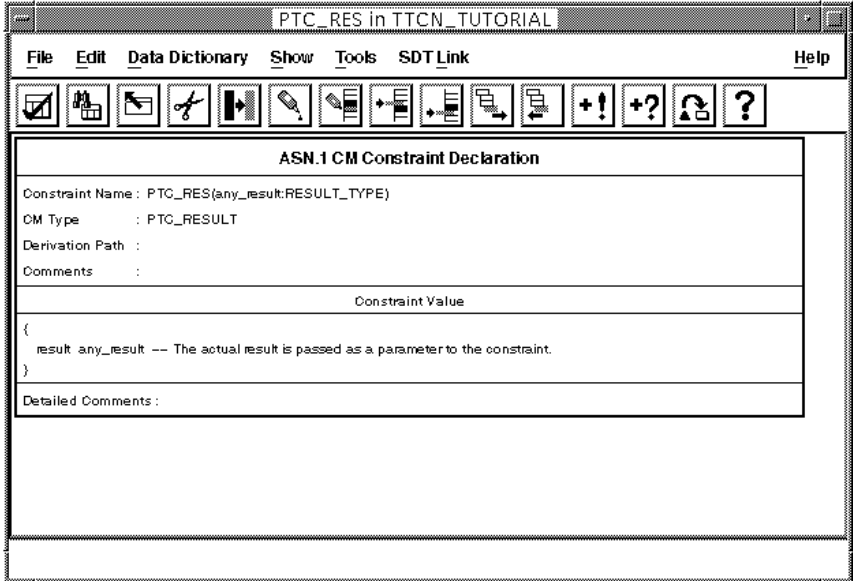 PTC_RES in TTCN_TUTORIAL
File Edit Data Dictionary Show Tools SDT Link Help
+! +? ?
ASN.1 CM Constraint Declaration
Constraint Name : PTC_RES(any_result:RESULT_TYPE)
CM Type : PTC_RESULT
Derivation Path :
Comments :
Constraint Value
{
result any_result -- The actual result is passed as a parameter to the constraint.
}
Detailed Comments :